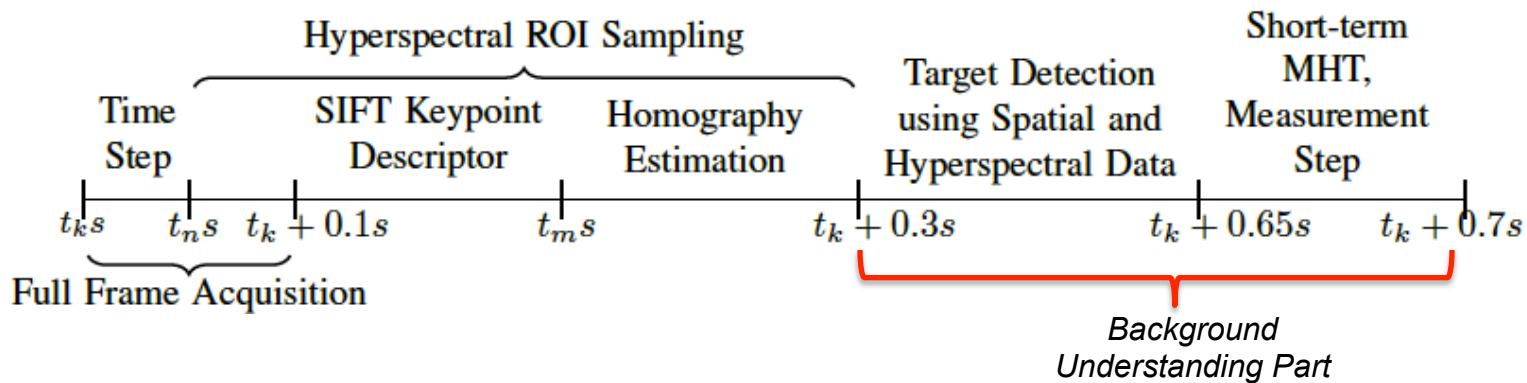 Hyperspectral ROI Sampling
Time
Step
SIFT Keypoint
Descriptor
Homography
Estimation
Target Detection
using Spatial and
Hyperspectral Data
Short-term
MHT,
Measurement
Step
t_k s
t_n s
t_k + 0.1s
t_m s
t_k + 0.3s
t_k + 0.65s
t_k + 0.7s
Full Frame Acquisition
Background
Understanding Part